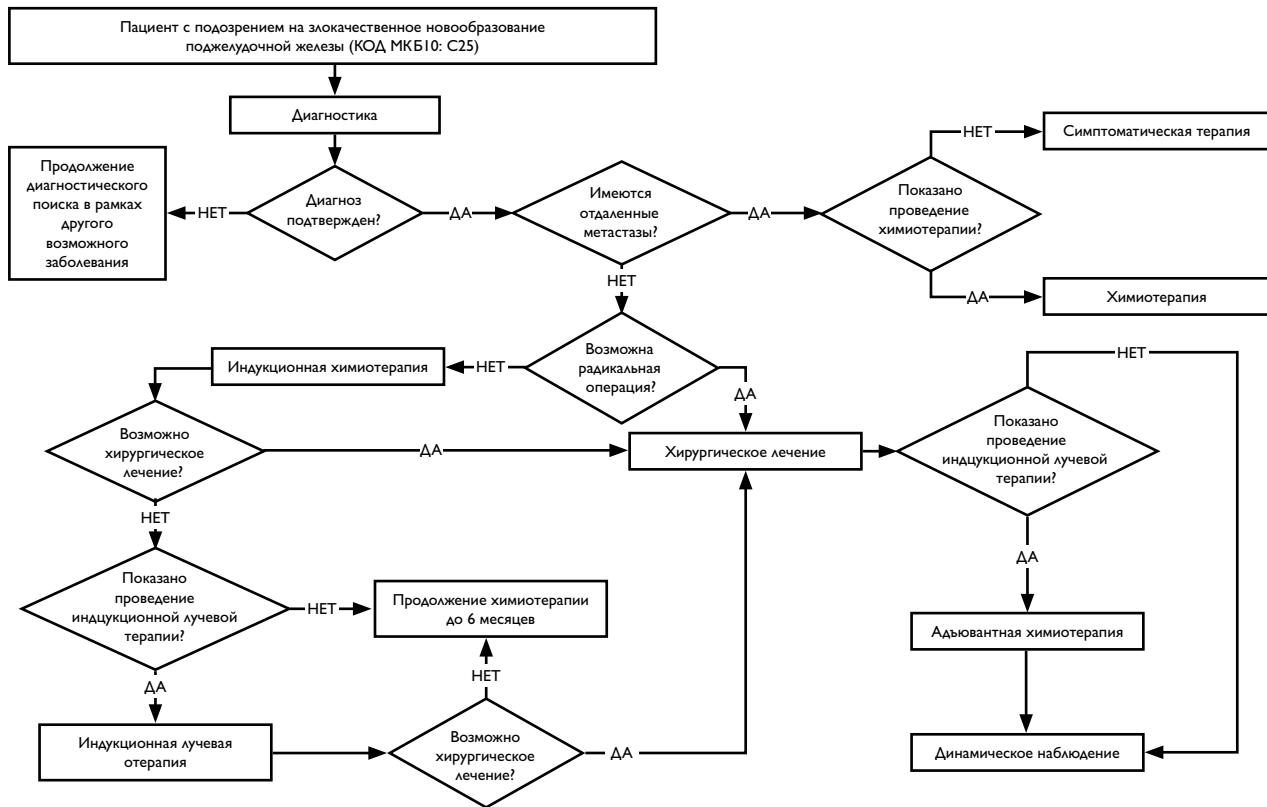 Пациент с подозрением на злокачественное новообразование
поджелудочной железы (КОД МКБ10: С25)
Диагностика
НЕТ
Симптоматическая терапия
Продолжение
диагностического
поиска в рамках
другого
возможного
заболевания
НЕТ
Диагноз
подтвержден?
ДА
Имеются
отдаленные
метастазы?
ДА
Показано
проведение
химиотерапии?
НЕТ
ДА
Химиотерапия
Индукционная химиотерапия
НЕТ
Возможна
радикальная
операция?
ДА
НЕТ
Возможно
хирургическое
лечение?
ДА
Хирургическое лечение
Показано
проведение
индцукционной лучевой
терапии?
НЕТ
ДА
Показано
проведение
индцукционной лучевой
терапии?
НЕТ
Продолжение химиотерапии
до 6 месяцев
Адъювантная химиотерапия
ДА
НЕТ
Индукционная лучевая
отерапия
Возможно
хирургическое
лечение?
ДА
Динамическое наблюдение